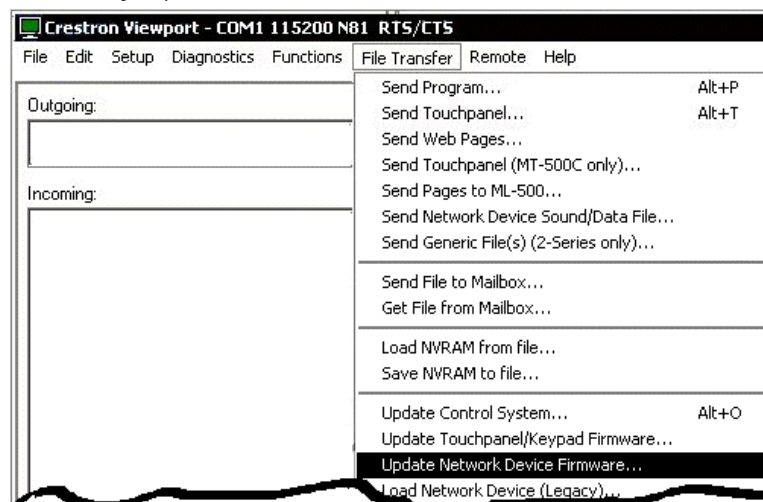 Crestron Viewport - COM1 115200 N81 RTS/CTS
File Edit Setup Diagnostics Functions File Transfer Remote Help
Outgoing:
Incoming:
Send Program... Alt+P
Send Touchpanel... Alt+T
Send Web Pages...
Send Touchpanel (MT-500C only)...
Send Pages to ML-500...
Send Network Device Sound/Data File...
Send Generic File(s) (2-Series only)...
Send File to Mailbox...
Get File from Mailbox...
Load NVRAM from file...
Save NVRAM to file...
Update Control System... Alt+O
Update Touchpanel/Keypad Firmware...
Update Network Device Firmware...
Load Network Device (Legacy)...